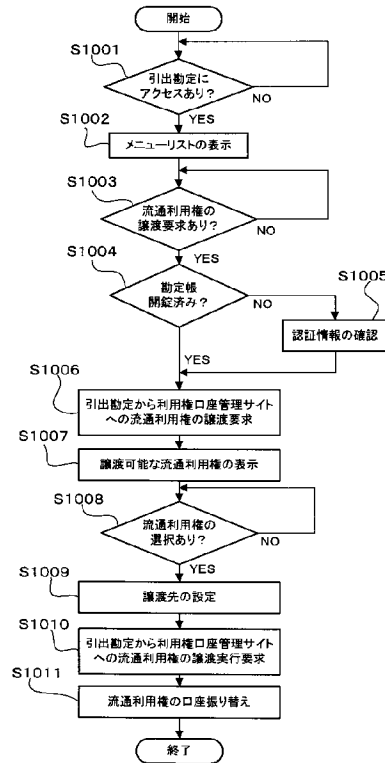 開始
S1001
引出勘定に
アクセスあり?
NO
YES
S1002
メニューリストの表示
S1003
流通利用権の
譲渡要求あり?
NO
YES
S1004
勘定帳
開錠済み?
NO
S1005
認証情報の確認
YES
S1006
引出勘定から利用権口座管理サイト
への流通利用権の譲渡要求
S1007
譲渡可能な流通利用権の表示
S1008
流通利用権の
選択あり?
NO
YES
S1009
譲渡先の設定
S1010
引出勘定から利用権口座管理サイト
への流通利用権の譲渡実行要求
S1011
流通利用権の口座振り替え
終了